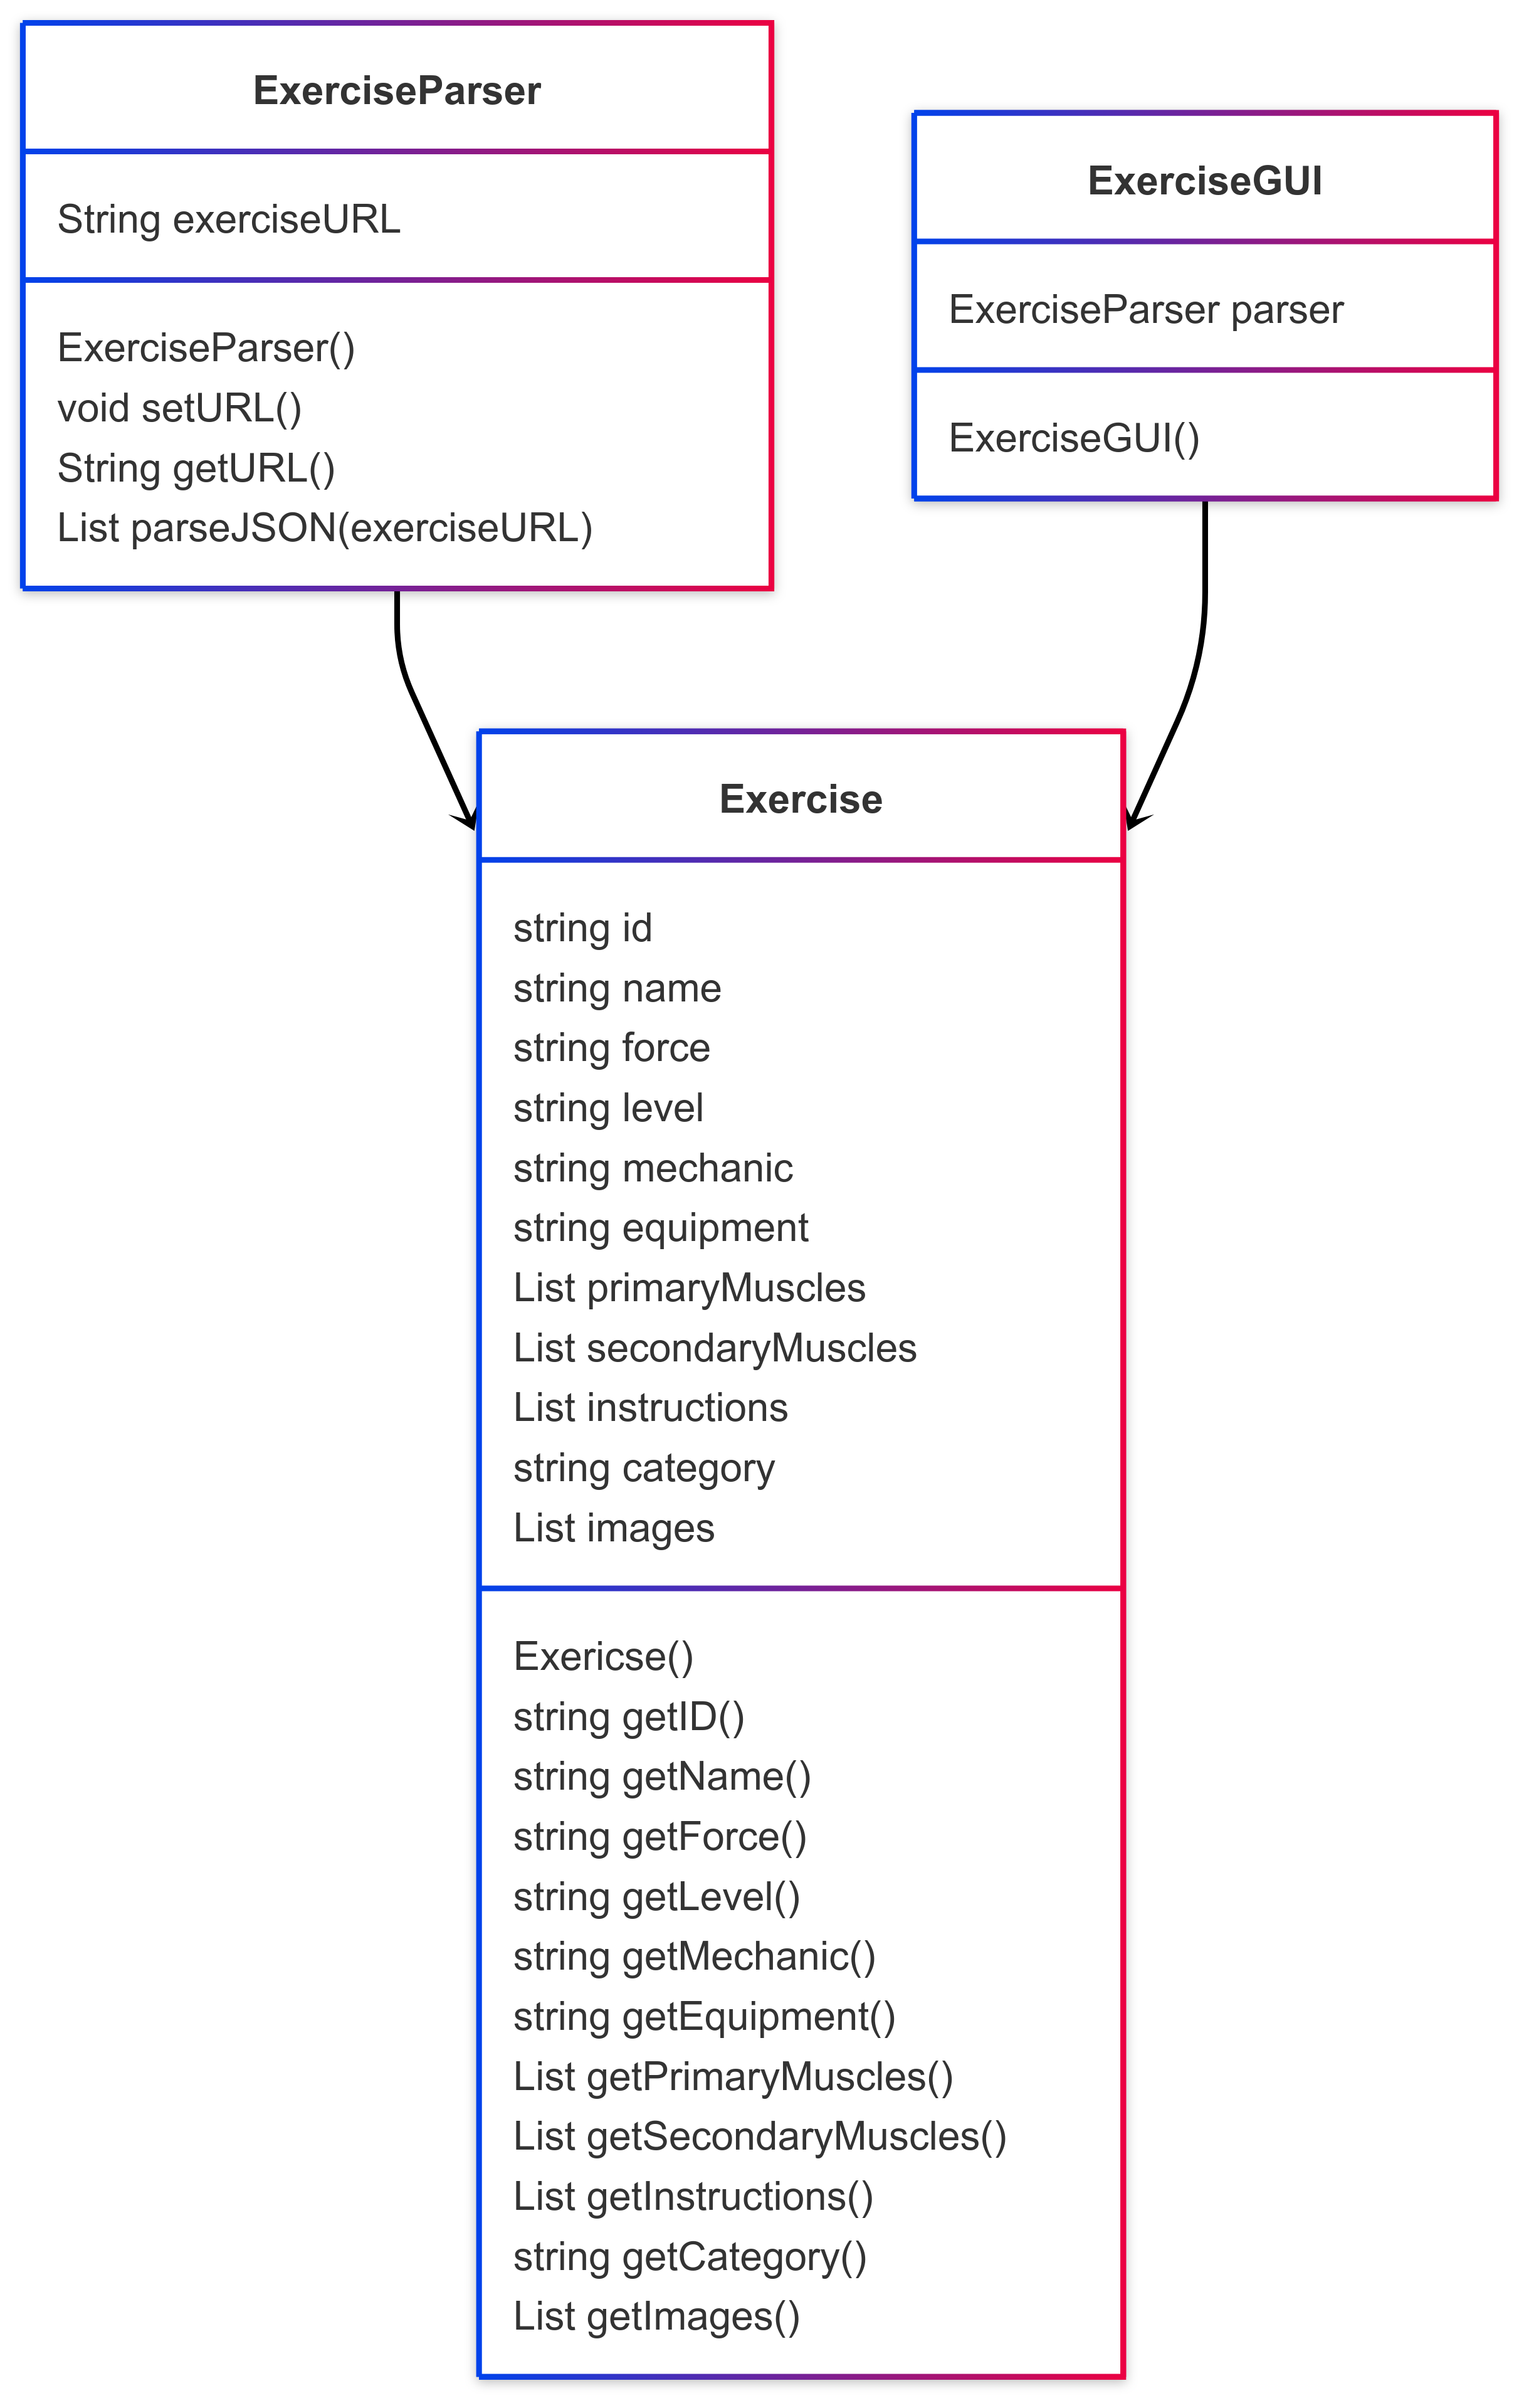 ExerciseParser
String exerciseURL
ExerciseParser()
void setURL()
String getURL()
List parseJSON(exerciseURL)
ExerciseGUI
ExerciseParser parser
ExerciseGUI()
Exercise
string id
string name
string force
string level
string mechanic
string equipment
List primaryMuscles
List secondaryMuscles
List instructions
string category
List images
Exericse()
string getID()
string getName()
string getForce()
string getLevel()
string getMechanic()
string getEquipment()
List getPrimaryMuscles()
List getSecondaryMuscles()
List getInstructions()
string getCategory()
List getImages()